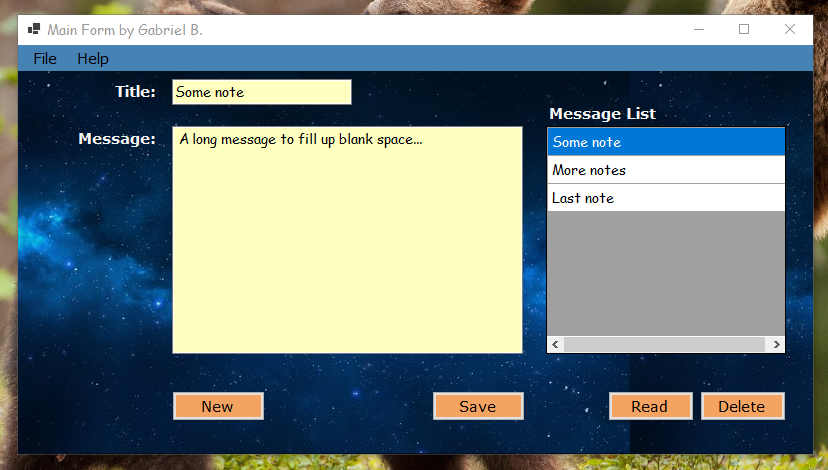 Main Form by Gabriel B.
File Help
Title: Some note
Message List
Message: A long message to fill up blank space...
Some note
More notes
Last note
New Save Read Delete